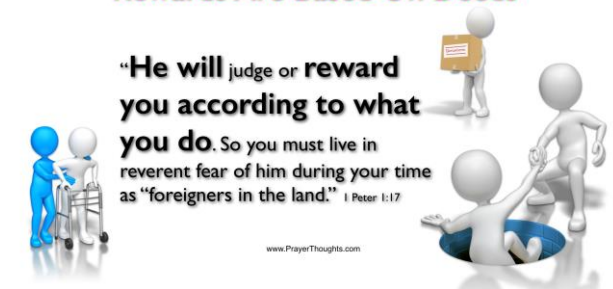 “He will judge or reward
you according to what
you do. So you must live in
reverent fear of him during your time
as “foreigners in the land.” 1 Peter 1:17
www.PrayerThoughts.com